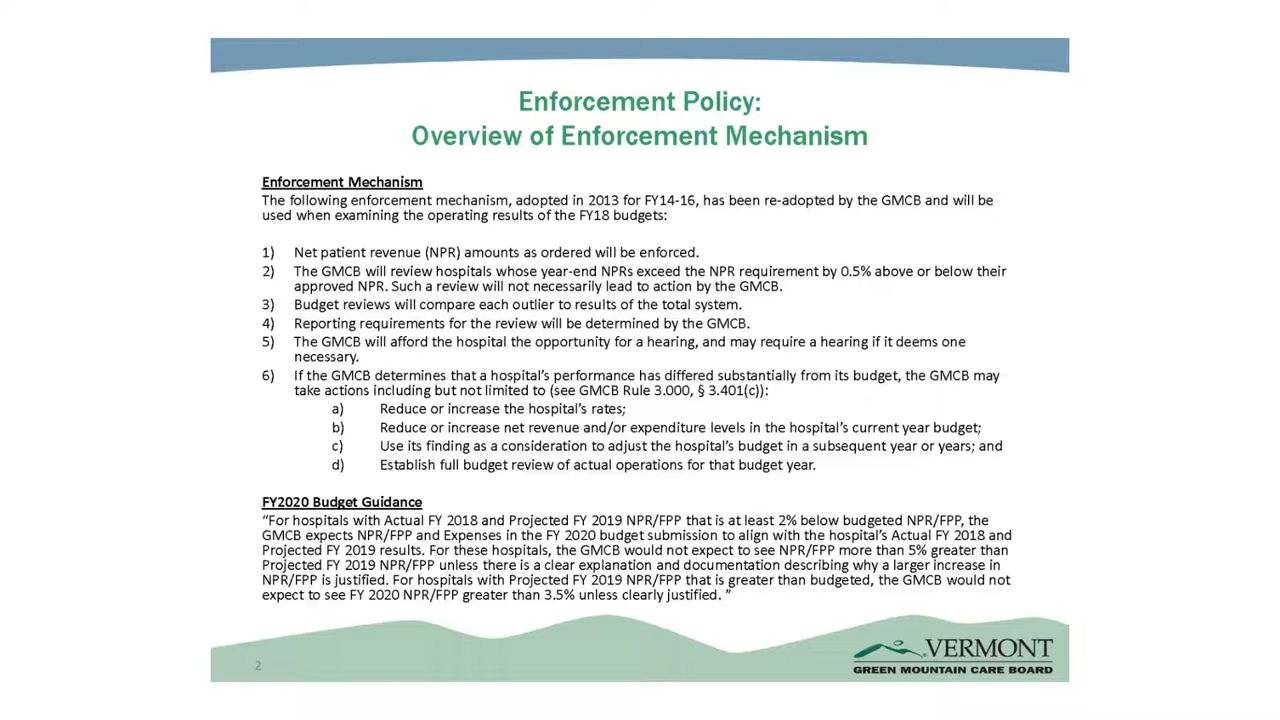 Enforcement Policy:
Overview of Enforcement Mechanism
Enforcement Mechanism
The following enforcement mechanism, adopted in 2013 for FY14-16, has been re-adopted by the GMCB and will be
used when examining the operating results of the FY18 budgets:
1) Net patient revenue (NPR) amounts as ordered will be enforced.
2) The GMCB will review hospitals whose year-end NPRs exceed the NPR requirement by 0.5% above or below their
approved NPR. Such a review will not necessarily lead to action by the GMCB.
3) Budget reviews will compare each outlier to results of the total system.
4) Reporting requirements for the review will be determined by the GMCB.
5) The GMCB will afford the hospital the opportunity for a hearing, and may require a hearing if it deems one
necessary.
6) If the GMCB determines that a hospital's performance has differed substantially from its budget, the GMCB may
take actions including but not limited to (see GMCB Rule 3.000, § 3.401(c)):
a) Reduce or increase the hospital's rates;
b) Reduce or increase net revenue and/or expenditure levels in the hospital's current year budget;
c) Use its finding as a consideration to adjust the hospital's budget in a subsequent year or years; and
d) Establish full budget review of actual operations for that budget year.
FY2020 Budget Guidance
"For hospitals with Actual FY 2018 and Projected FY 2019 NPR/FPP that is at least 2% below budgeted NPR/FPP, the
GMCB expects NPR/FPP and Expenses in the FY 2020 budget submission to align with the hospital's Actual FY 2018 and
Projected FY 2019 results. For these hospitals, the GMCB would not expect to see NPR/FPP more than 5% greater than
Projected FY 2019 NPR/FPP unless there is a clear explanation and documentation describing why a larger increase in
NPR/FPP is justified. For hospitals with Projected FY 2019 NPR/FPP that is greater than budgeted, the GMCB would not
expect to see FY 2020 NPR/FPP greater than 3.5% unless clearly justified. "
2
VERMONT
GREEN MOUNTAIN CARE BOARD